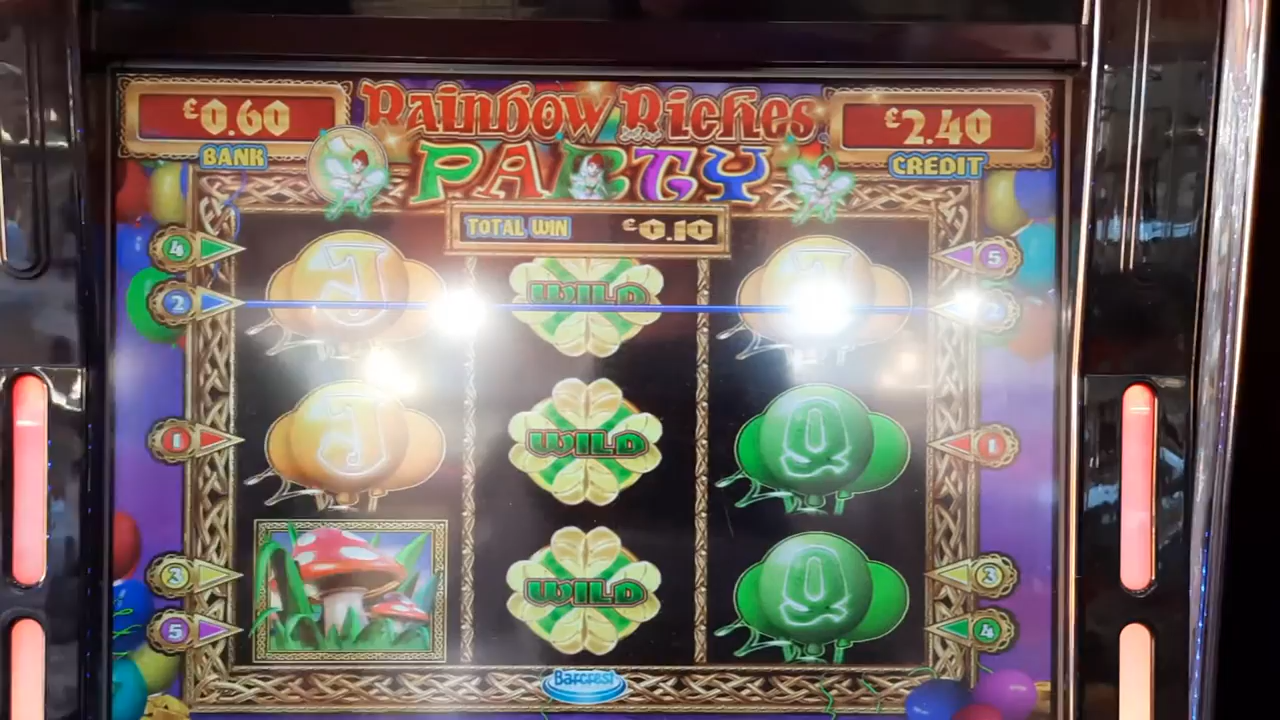 £0.60
BANK
Rainbow Riches
PARTY
£2.40
CREDIT
TOTAL WIN £0.10
4
5
2
2
J
WILD
J
1
1
J
WILD
Q
3
3
WILD
Q
5
4
Barcrest